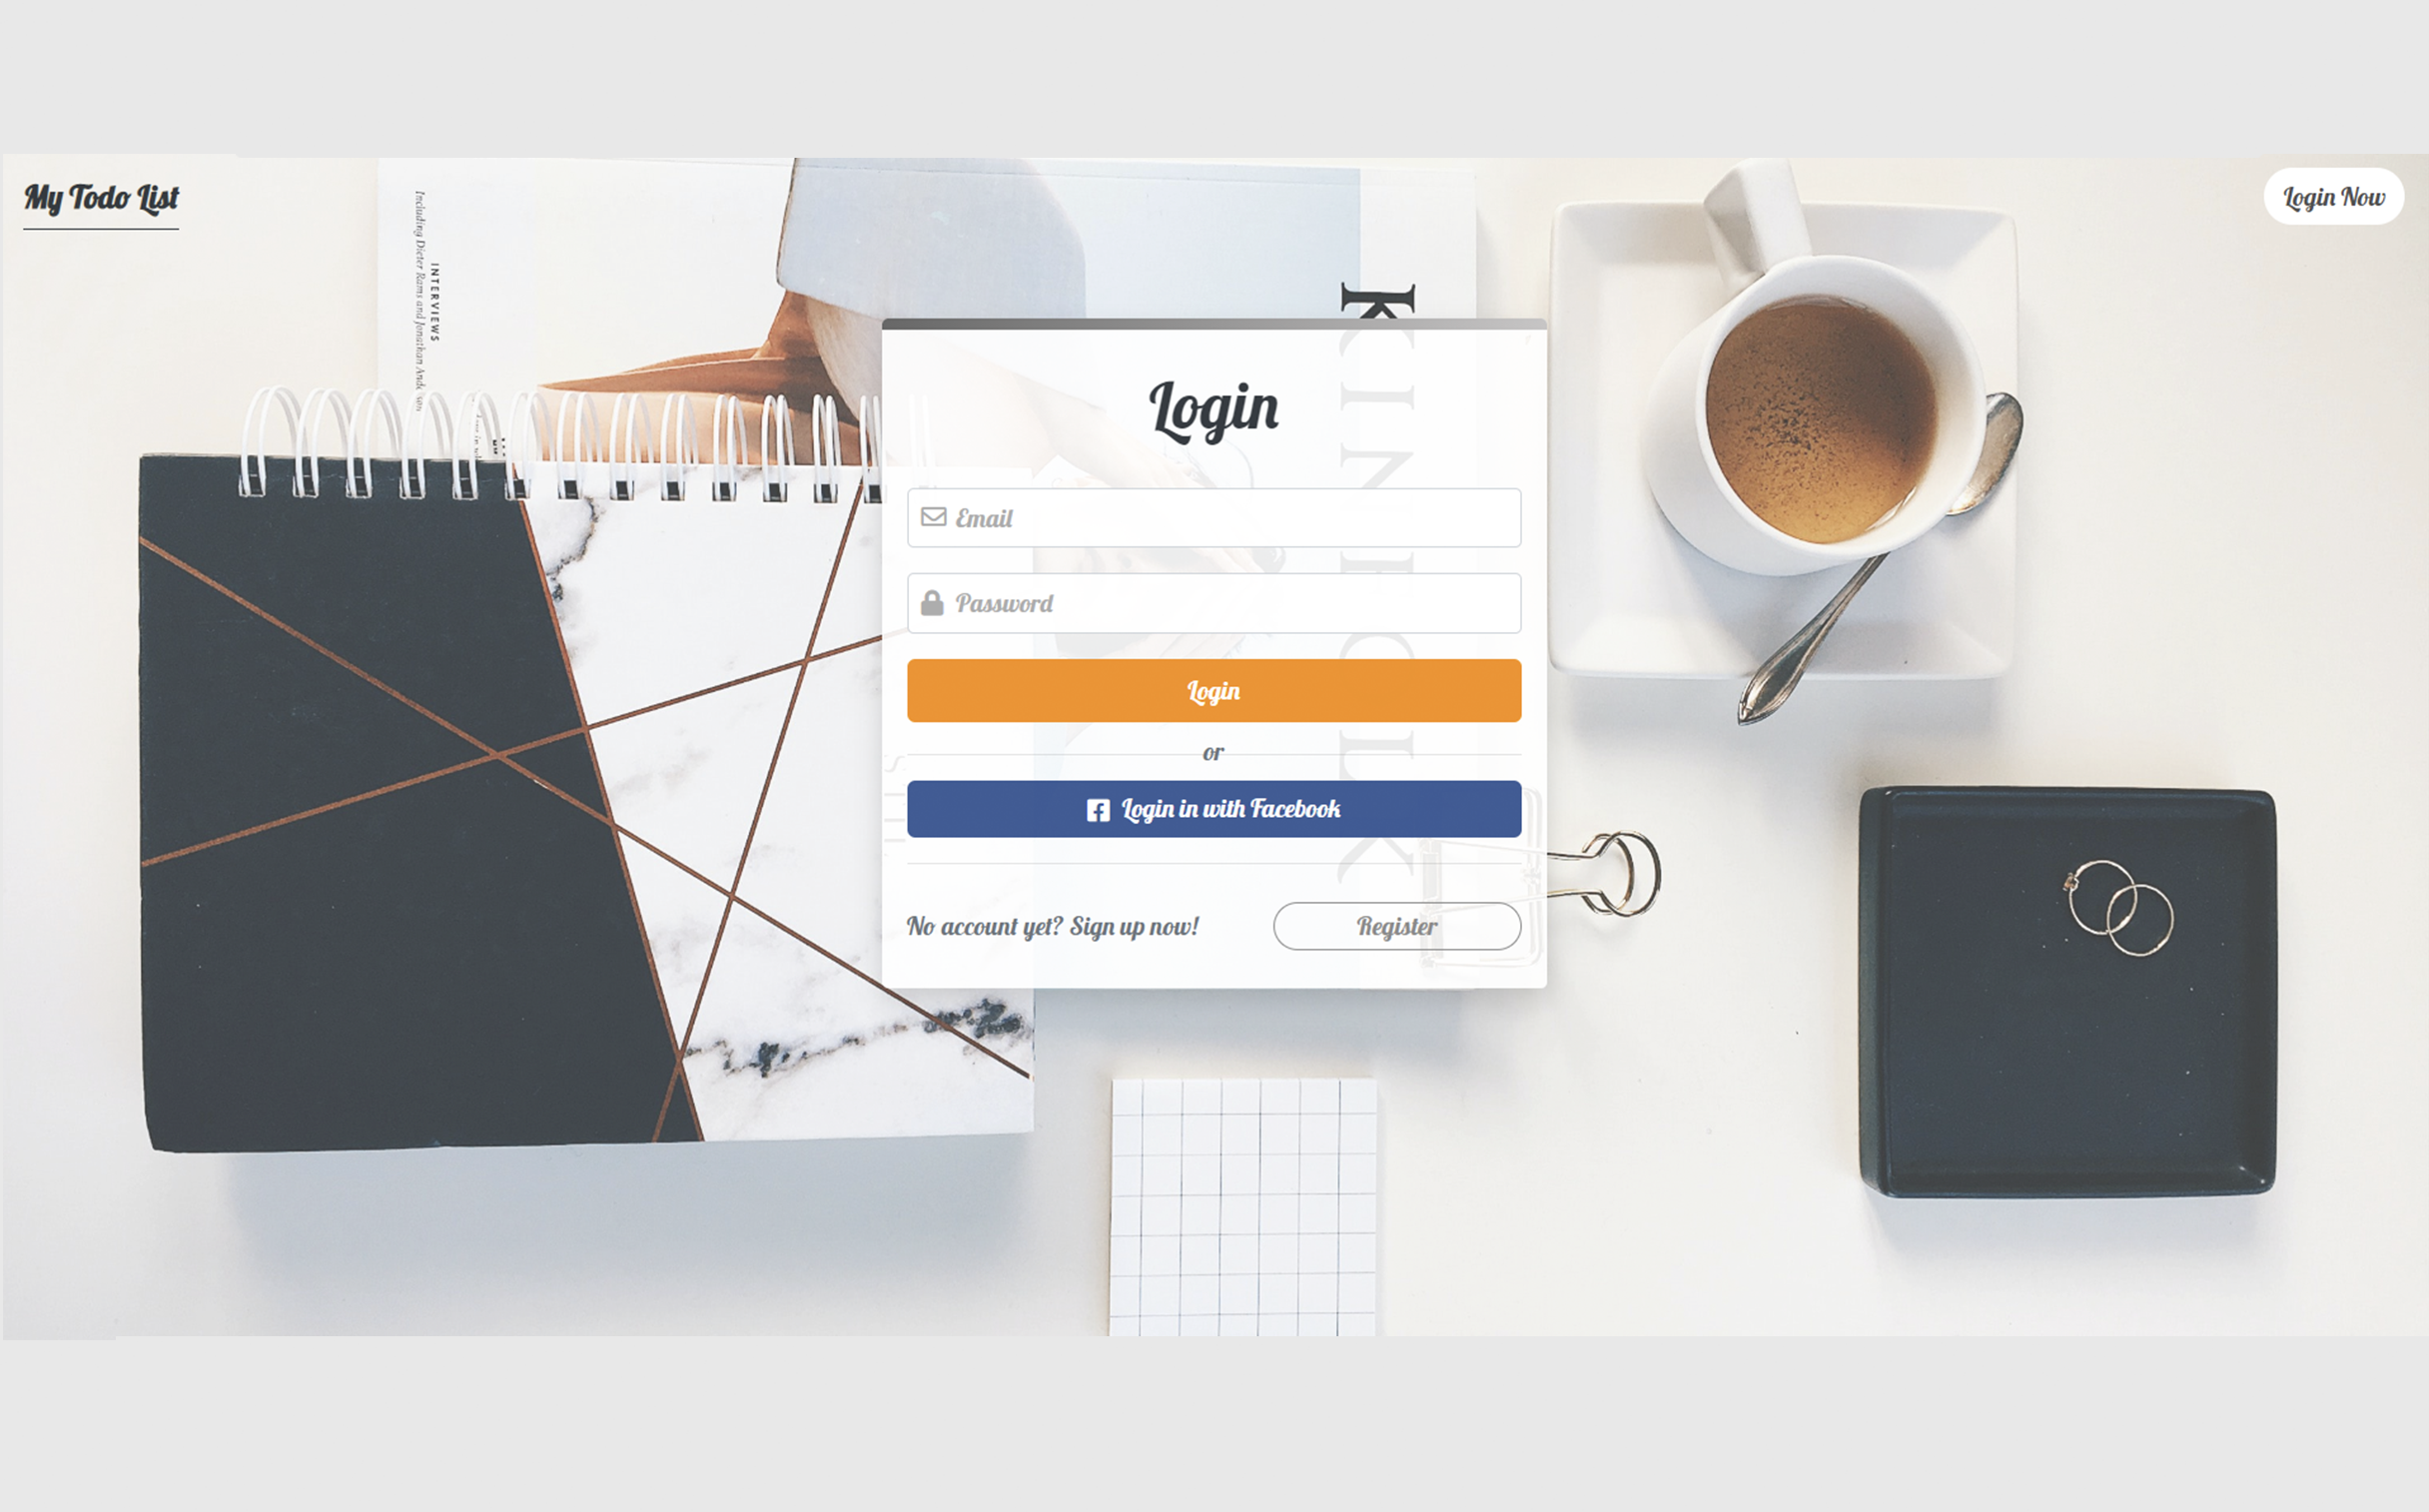 My Todo List
Login Now
INTERVIEWS
Including Dieter Rams and Jonathan
KINFOLK
Login
Email
Password
Login
or
Login in with Facebook
No account yet? Sign up now!
Register